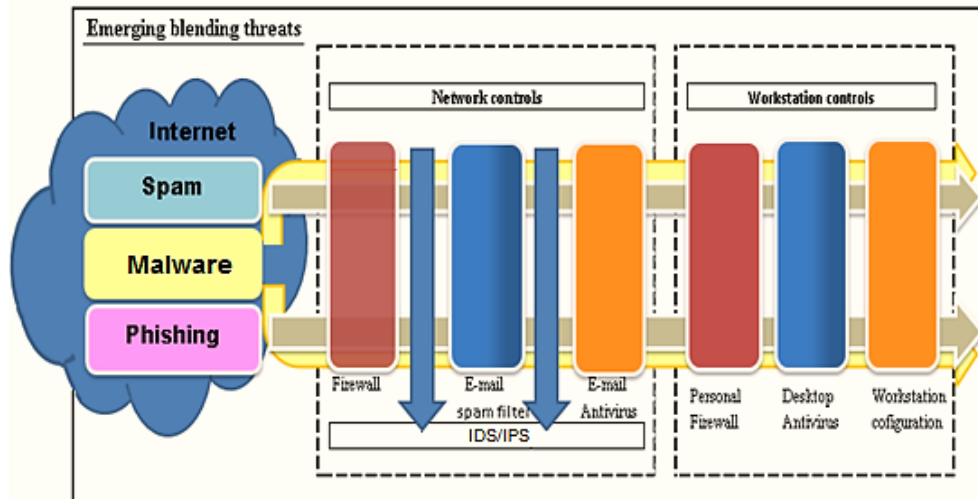 Emerging blending threats
Network controls
Workstation controls
Internet
Spam
Malware
Phishing
Firewall
E-mail
spam filter
E-mail
Antivirus
IDS/IPS
Personal
Firewall
Desktop
Antivirus
Workstation
cofiguration